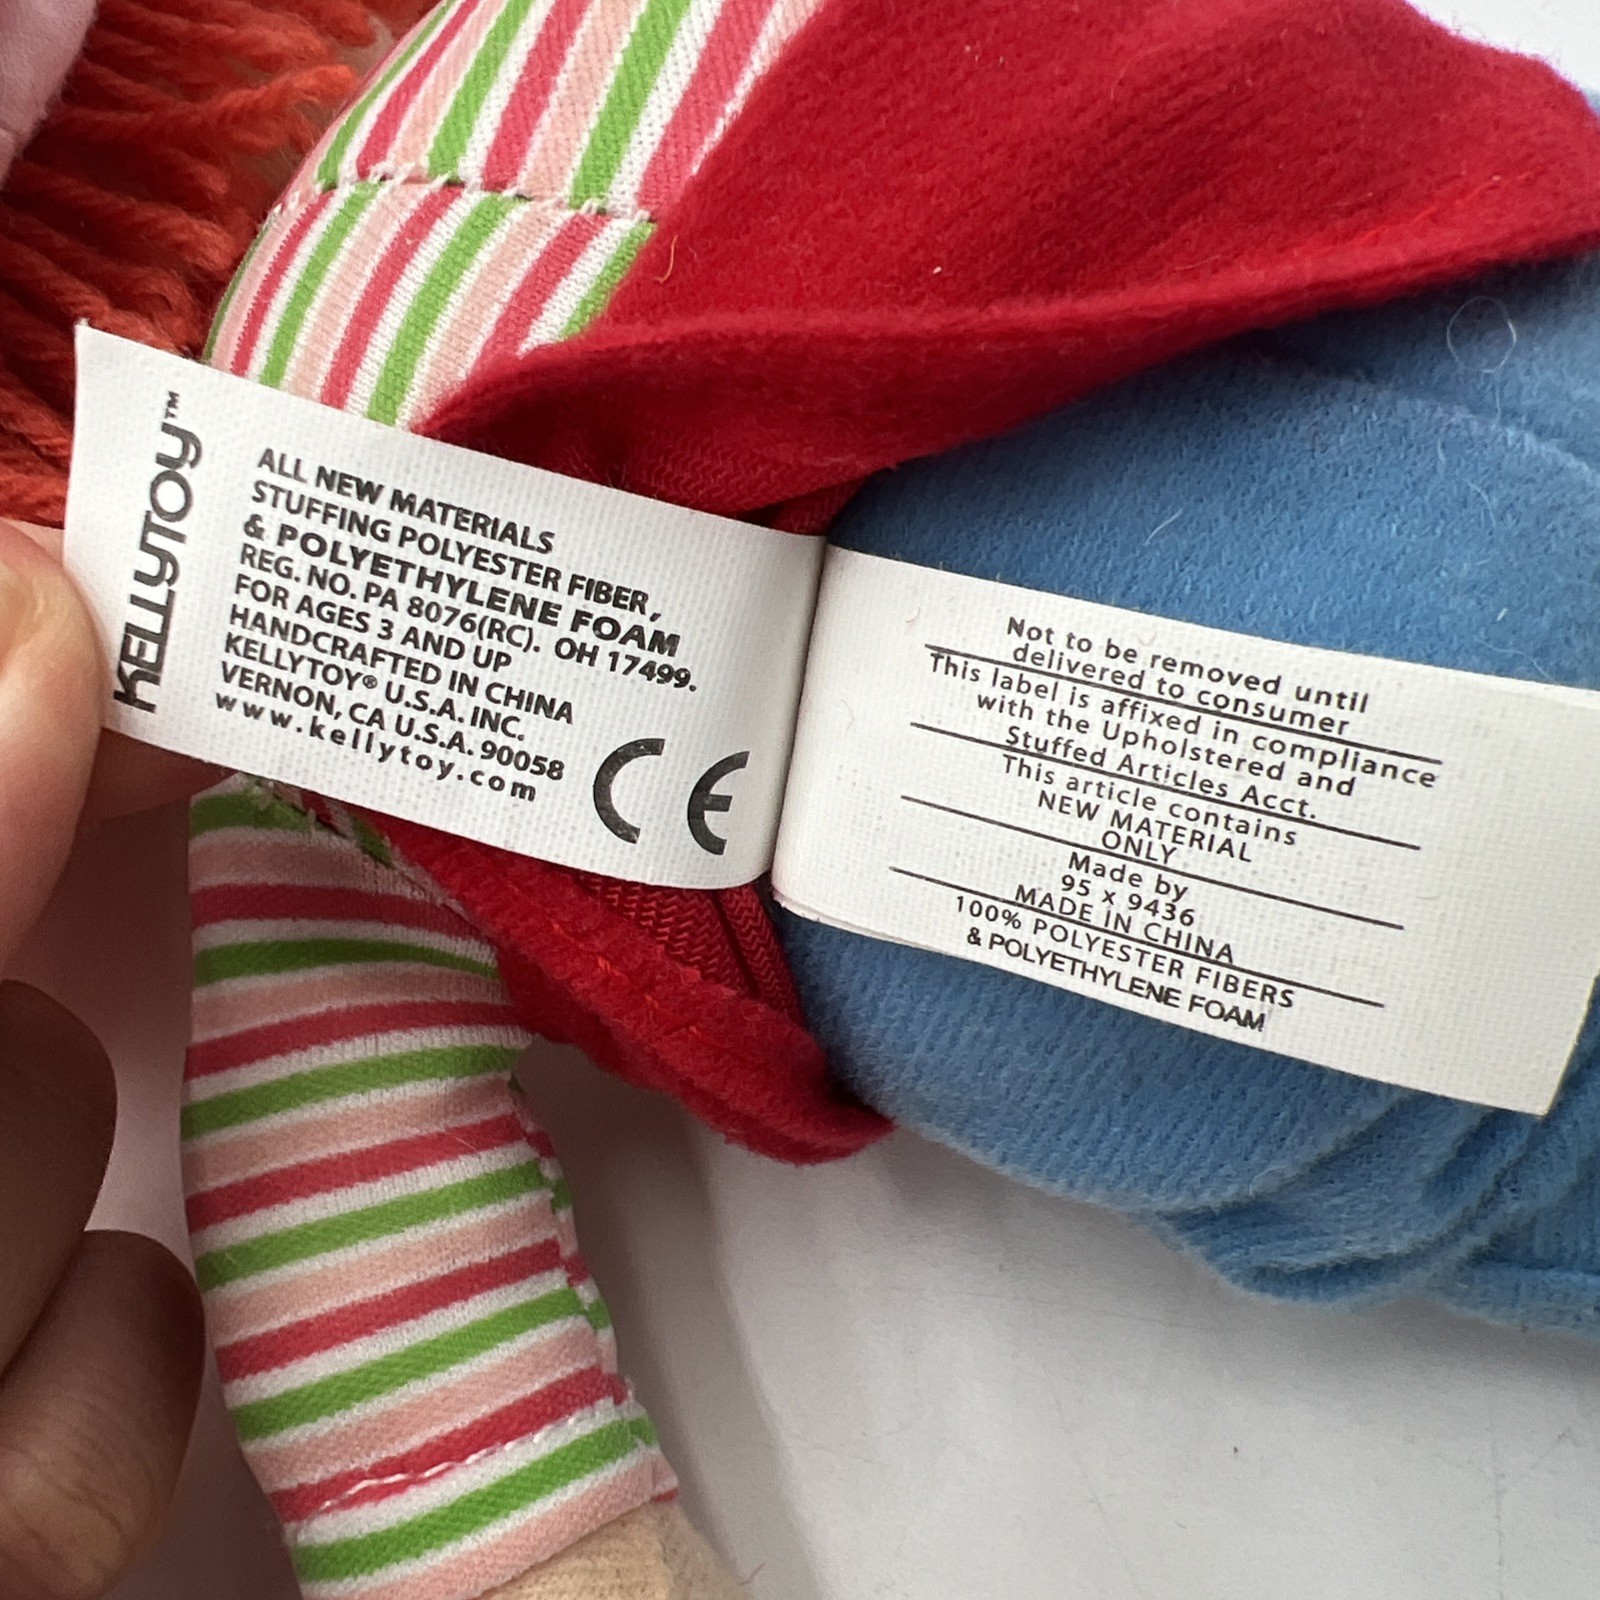 KELLYTOY™
ALL NEW MATERIALS
STUFFING POLYESTER FIBER,
& POLYETHYLENE FOAM
REG. NO. PA 8076(RC). OH 17499.
FOR AGES 3 AND UP
HANDCRAFTED IN CHINA
KELLYTOY® U.S.A. INC.
VERNON, CA U.S.A. 90058
www.kellytoy.com
CE
Not to be removed until
delivered to consumer
This label is affixed in compliance
with the Upholstered and
Stuffed Articles Acct.
This article contains
NEW MATERIAL
ONLY
Made by
95 x 9436
MADE IN CHINA
100% POLYESTER FIBERS
& POLYETHYLENE FOAM